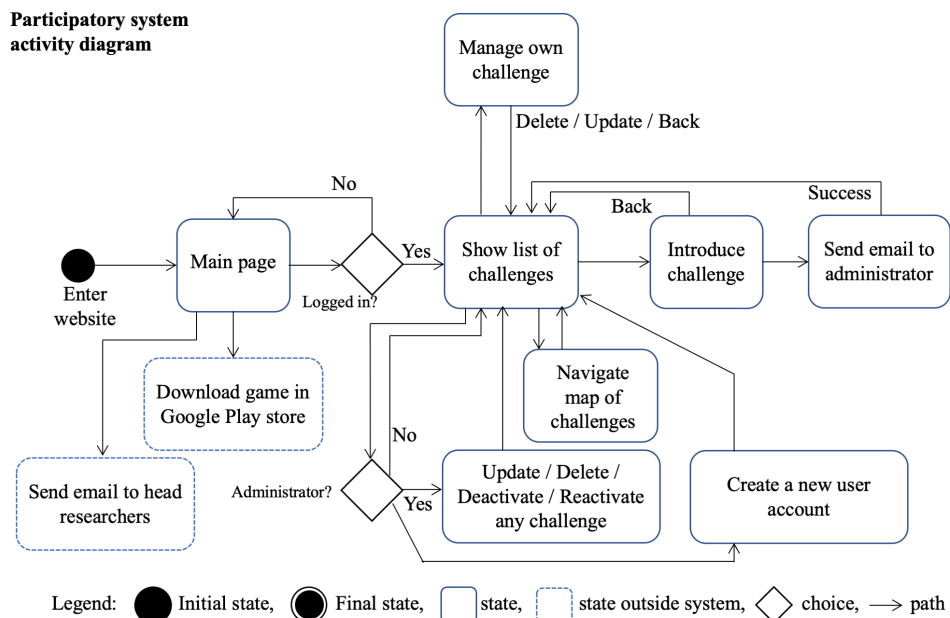 Participatory system
activity diagram
Manage own
challenge
Delete / Update / Back
No
Success
Back
Main page
Yes
Show list of
challenges
Introduce
challenge
Send email to
administrator
Enter
website
Logged in?
Download game in
Google Play store
Navigate
map of
challenges
No
Send email to head
researchers
Administrator?
Yes
Update / Delete /
Deactivate / Reactivate
any challenge
Create a new user
account
Legend: Initial state, Final state, state, state outside system, choice, path